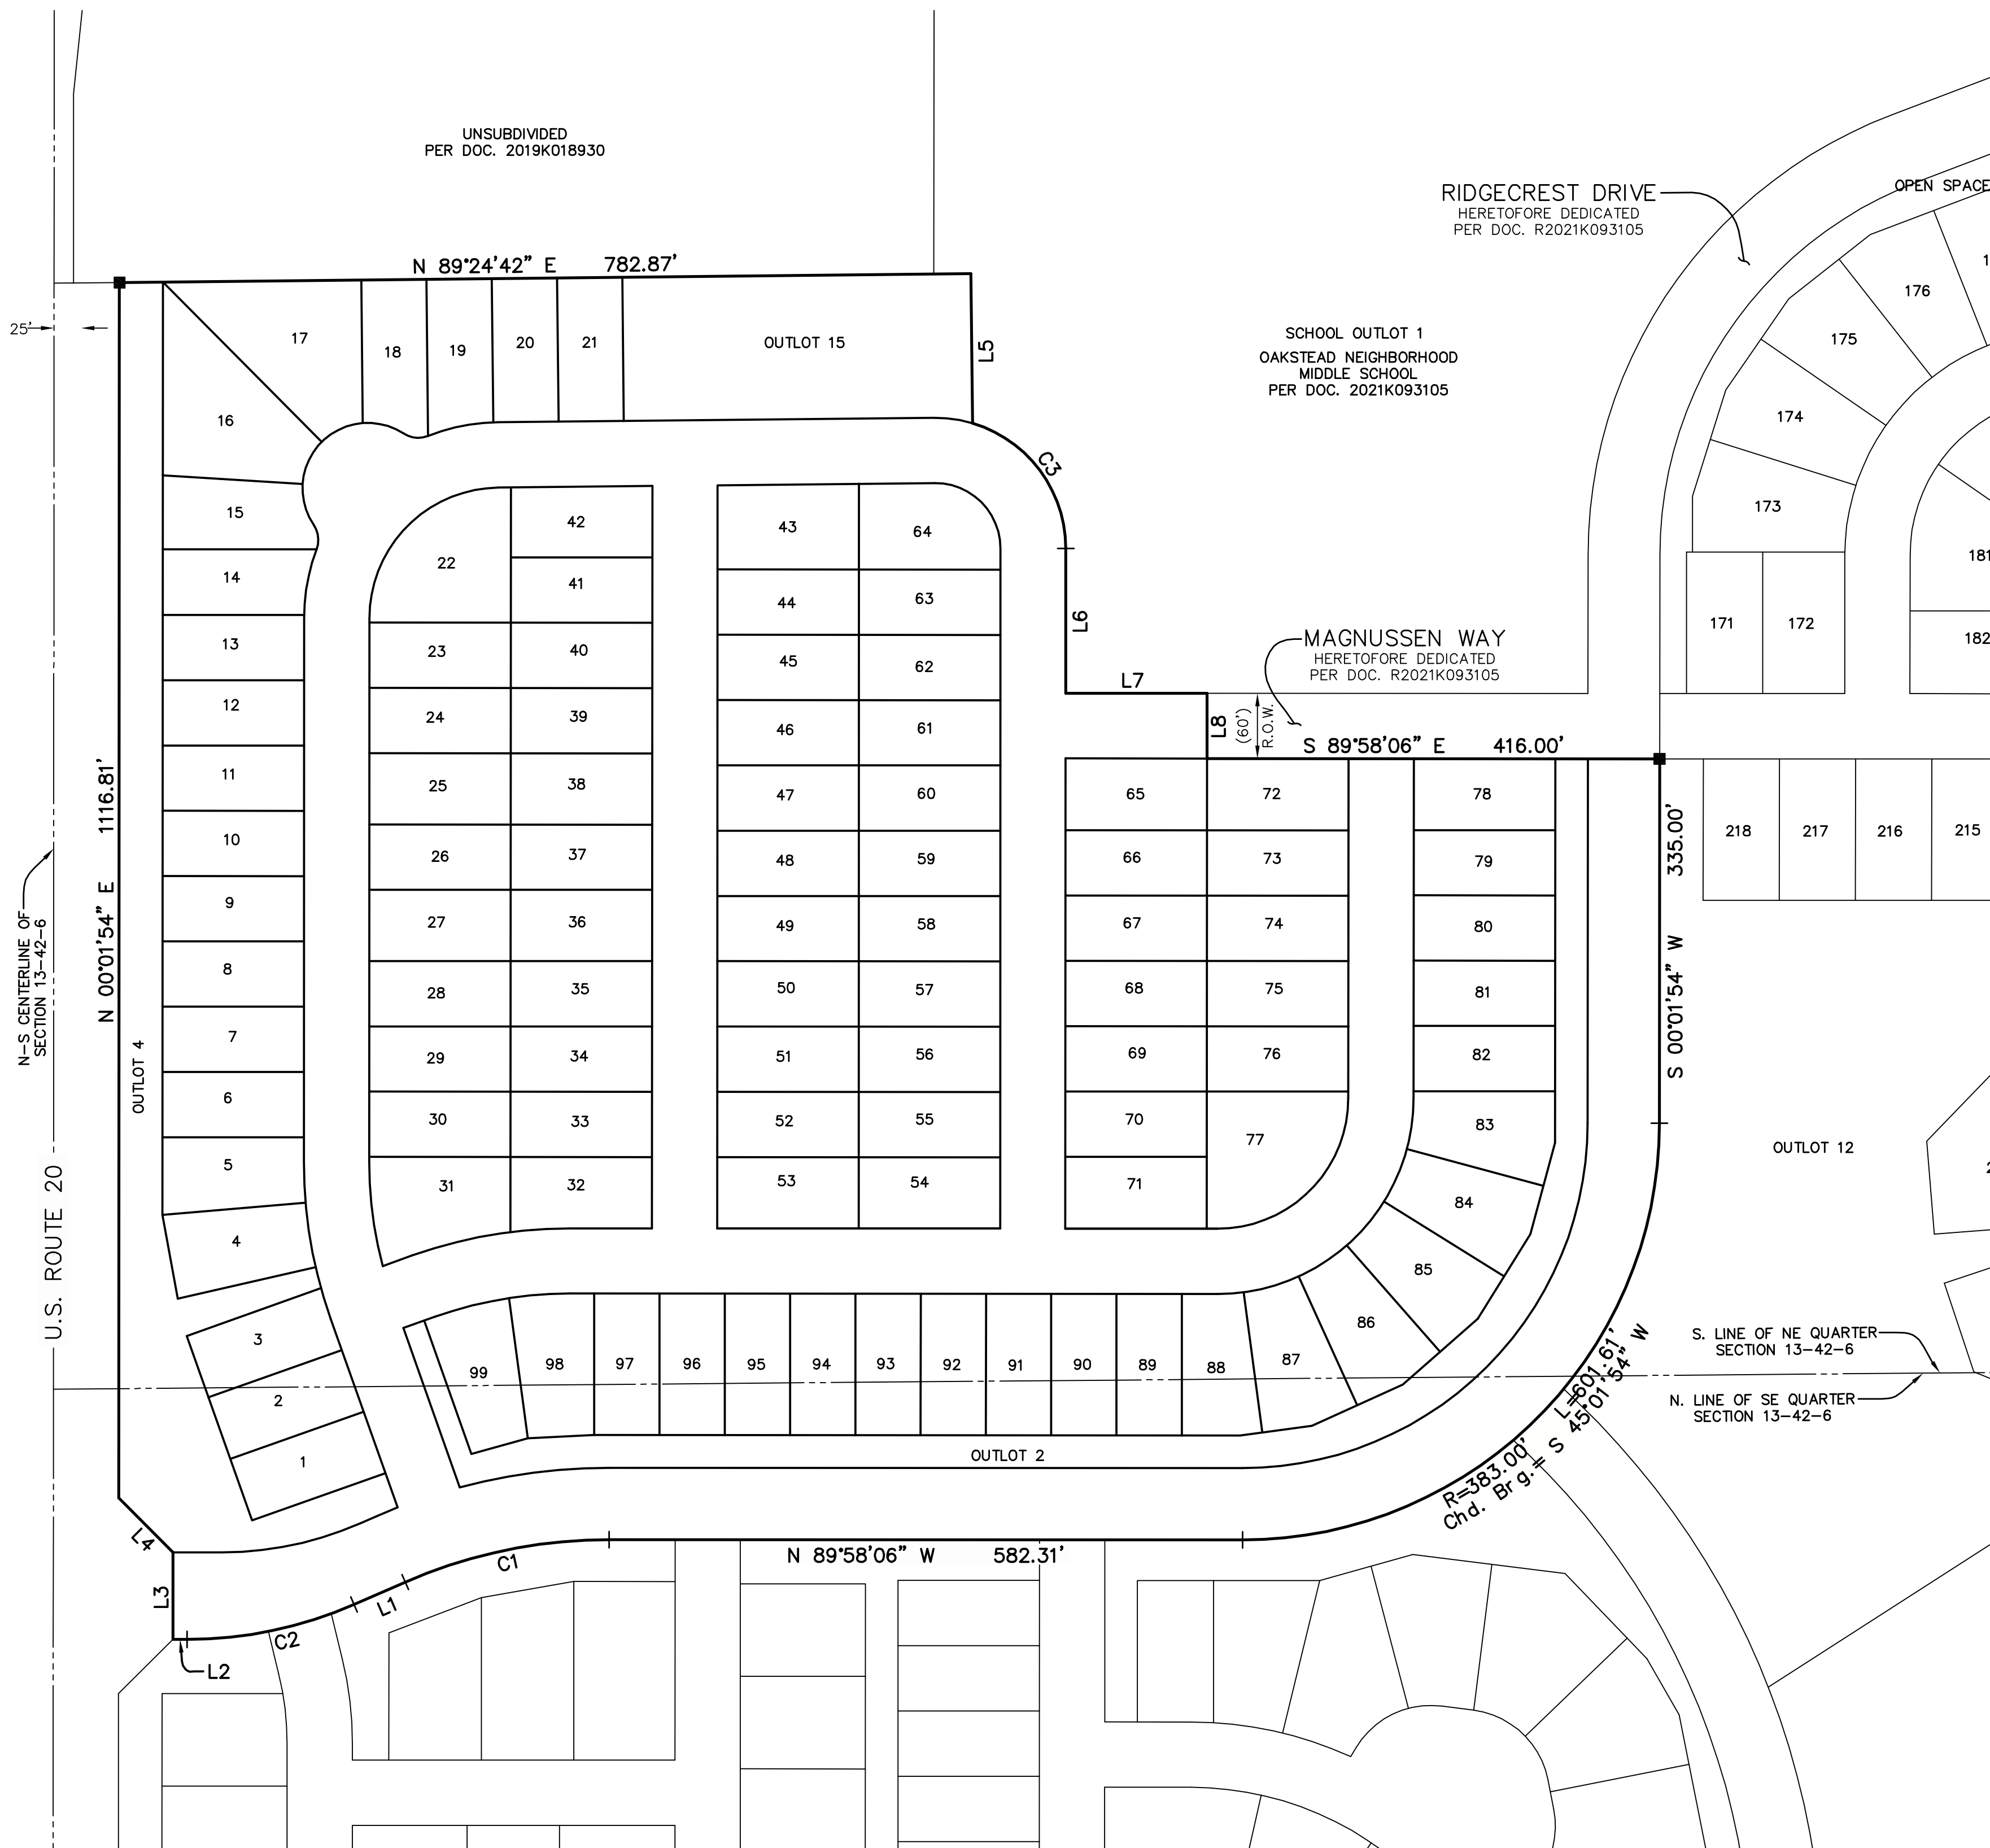 UNSUBDIVIDED
PER DOC. 2019K018930
RIDGECREST DRIVE
HERETOFORE DEDICATED
PER DOC. R2021K093105
OPEN SPACE
N 89°24'42" E 782.87'
25'
SCHOOL OUTLOT 1
OAKSTEAD NEIGHBORHOOD
MIDDLE SCHOOL
PER DOC. 2021K093105
17
18
19
20
21
OUTLOT 15
L5
16
15
14
13
12
11
10
9
8
7
6
5
4
3
2
1
OUTLOT 4
N 00°01'54" E 1116.81'
N-S CENTERLINE OF
SECTION 13-42-6
U.S. ROUTE 20
C3
L6
L7
L8
(60')
R.O.W.
MAGNUSSEN WAY
HERETOFORE DEDICATED
PER DOC. R2021K093105
S 89°58'06" E 416.00'
22
23
24
25
26
27
28
29
30
31
42
41
40
39
38
37
36
35
34
33
32
43
44
45
46
47
48
49
50
51
52
53
64
63
62
61
60
59
58
57
56
55
54
65
66
67
68
69
70
71
72
73
74
75
76
77
78
79
80
81
82
83
84
85
86
87
88
89
90
91
92
93
94
95
96
97
98
99
OUTLOT 2
176
175
174
173
171
172
181
182
218
217
216
215
335.00'
S 00°01'54" W
OUTLOT 12
S. LINE OF NE QUARTER
SECTION 13-42-6
N. LINE OF SE QUARTER
SECTION 13-42-6
R=383.00' L=601.61'
Chd. Brg.= S 45°01'54" W
N 89°58'06" W 582.31'
L4
L3
L2
C2
L1
C1